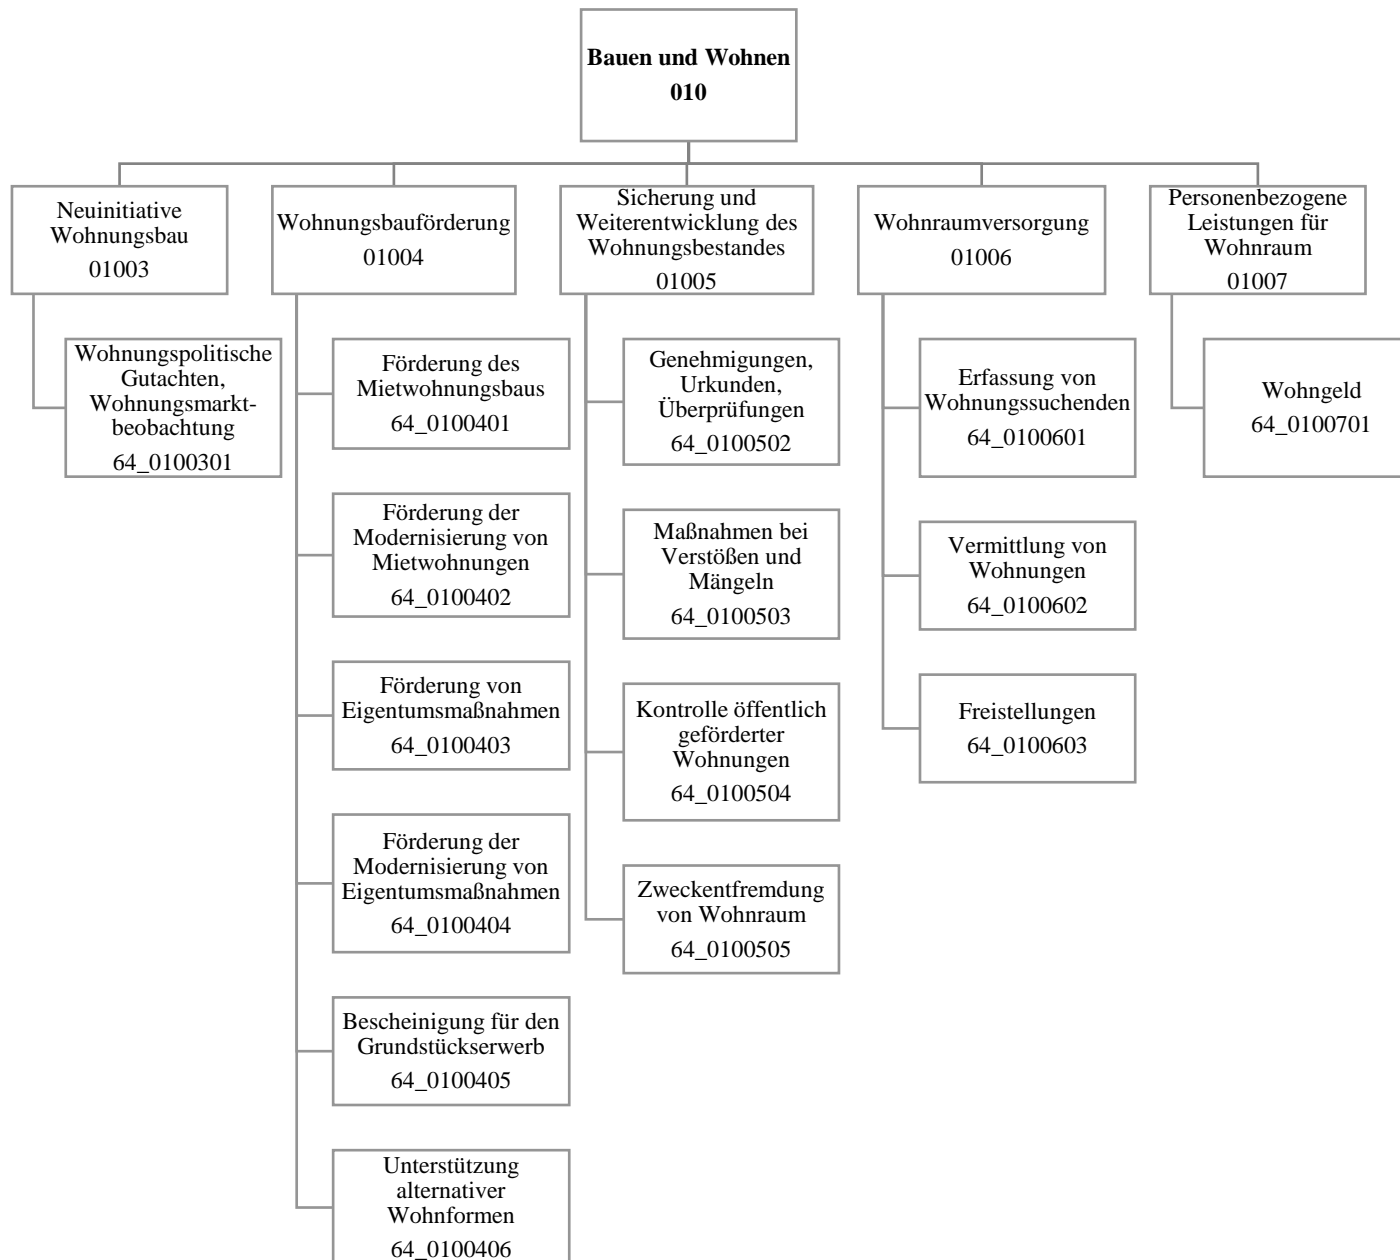 Bauen und Wohnen
010
Neuinitiative
Wohnungsbau
01003
Wohnungspolitische
Gutachten,
Wohnungsmarkt-
beobachtung
64_0100301
Wohnungsbauförderung
01004
Förderung des
Mietwohnungsbaus
64_0100401
Förderung der
Modernisierung von
Mietwohnungen
64_0100402
Förderung von
Eigentumsmaßnahmen
64_0100403
Förderung der
Modernisierung von
Eigentumsmaßnahmen
64_0100404
Bescheinigung für den
Grundstückserwerb
64_0100405
Unterstützung
alternativer
Wohnformen
64_0100406
Sicherung und
Weiterentwicklung des
Wohnungsbestandes
01005
Genehmigungen,
Urkunden,
Überprüfungen
64_0100502
Maßnahmen bei
Verstößen und
Mängeln
64_0100503
Kontrolle öffentlich
geförderter
Wohnungen
64_0100504
Zweckentfremdung
von Wohnraum
64_0100505
Wohnraumversorgung
01006
Erfassung von
Wohnungssuchenden
64_0100601
Vermittlung von
Wohnungen
64_0100602
Freistellungen
64_0100603
Personenbezogene
Leistungen für
Wohnraum
01007
Wohngeld
64_0100701